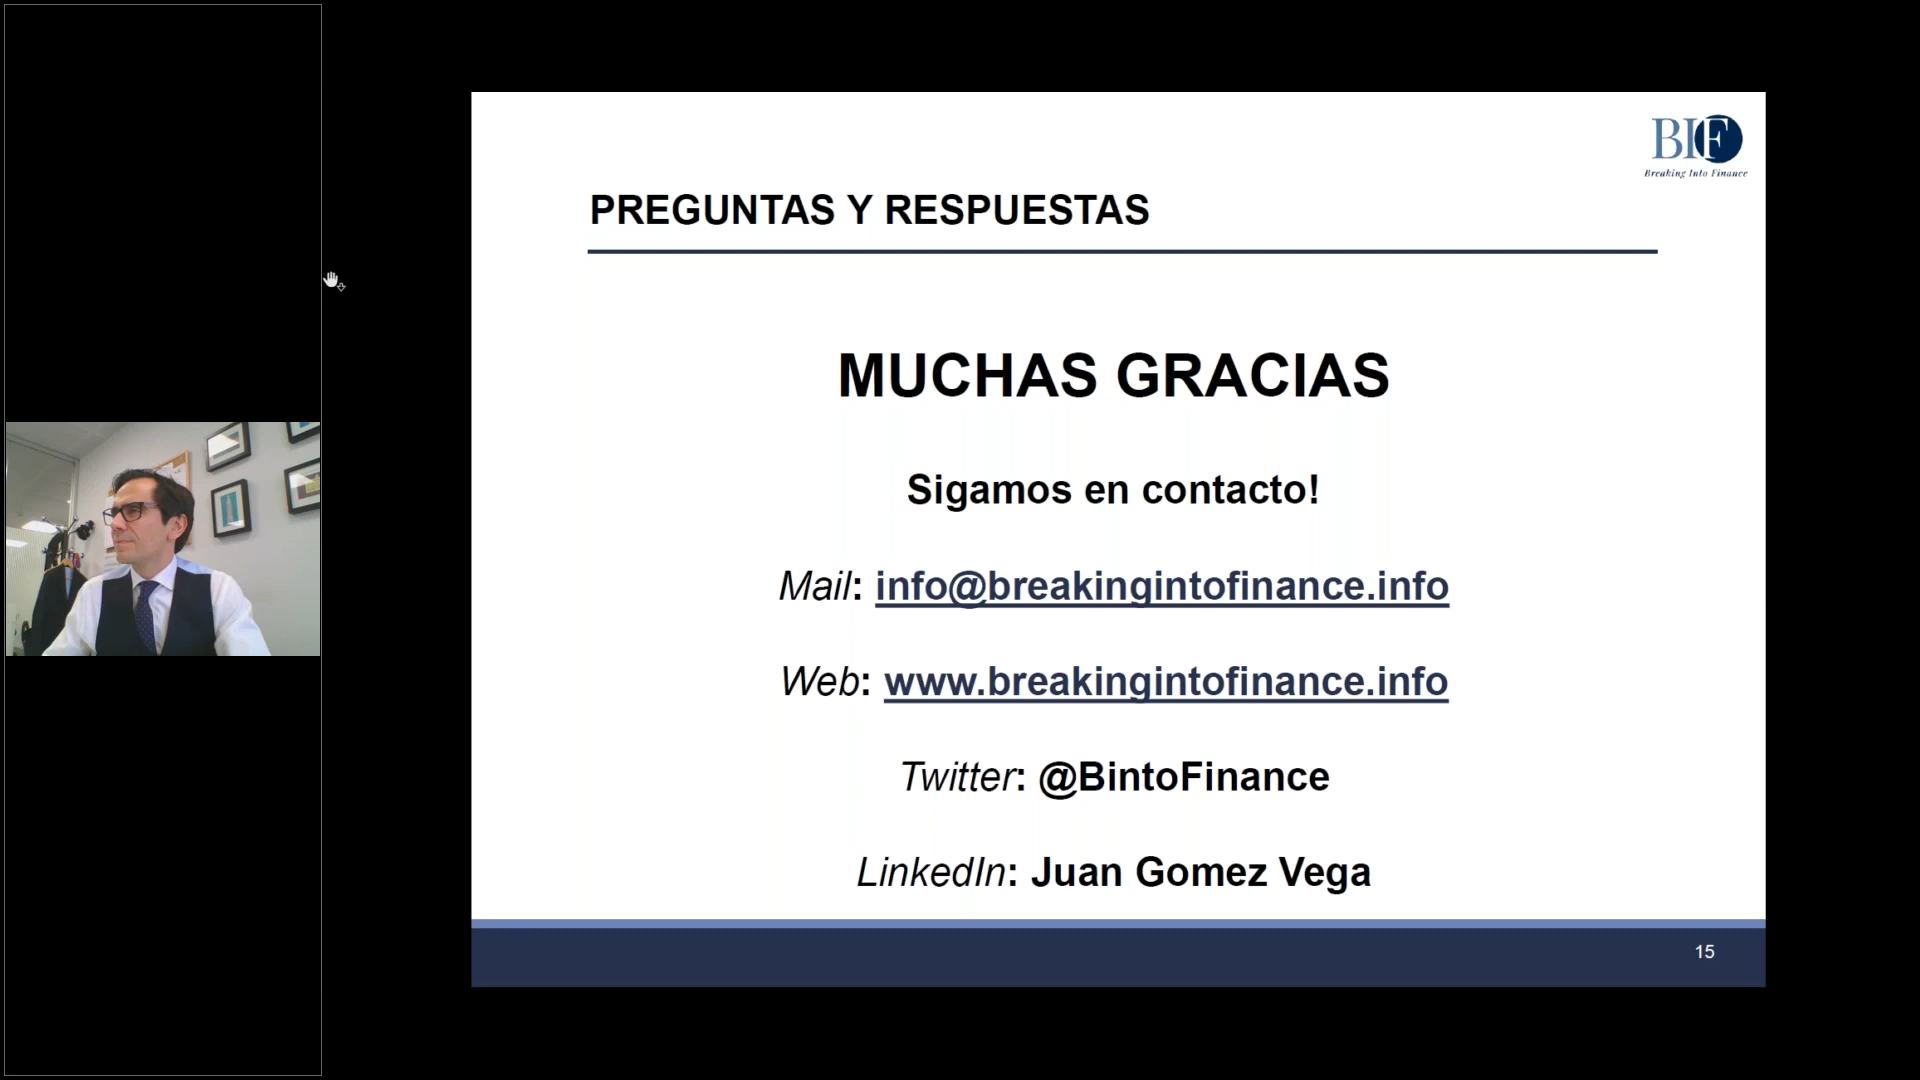 BIF
Breaking Into Finance
PREGUNTAS Y RESPUESTAS
MUCHAS GRACIAS
Sigamos en contacto!
Mail: info@breakingintofinance.info
Web: www.breakingintofinance.info
Twitter: @BintoFinance
LinkedIn: Juan Gomez Vega
15